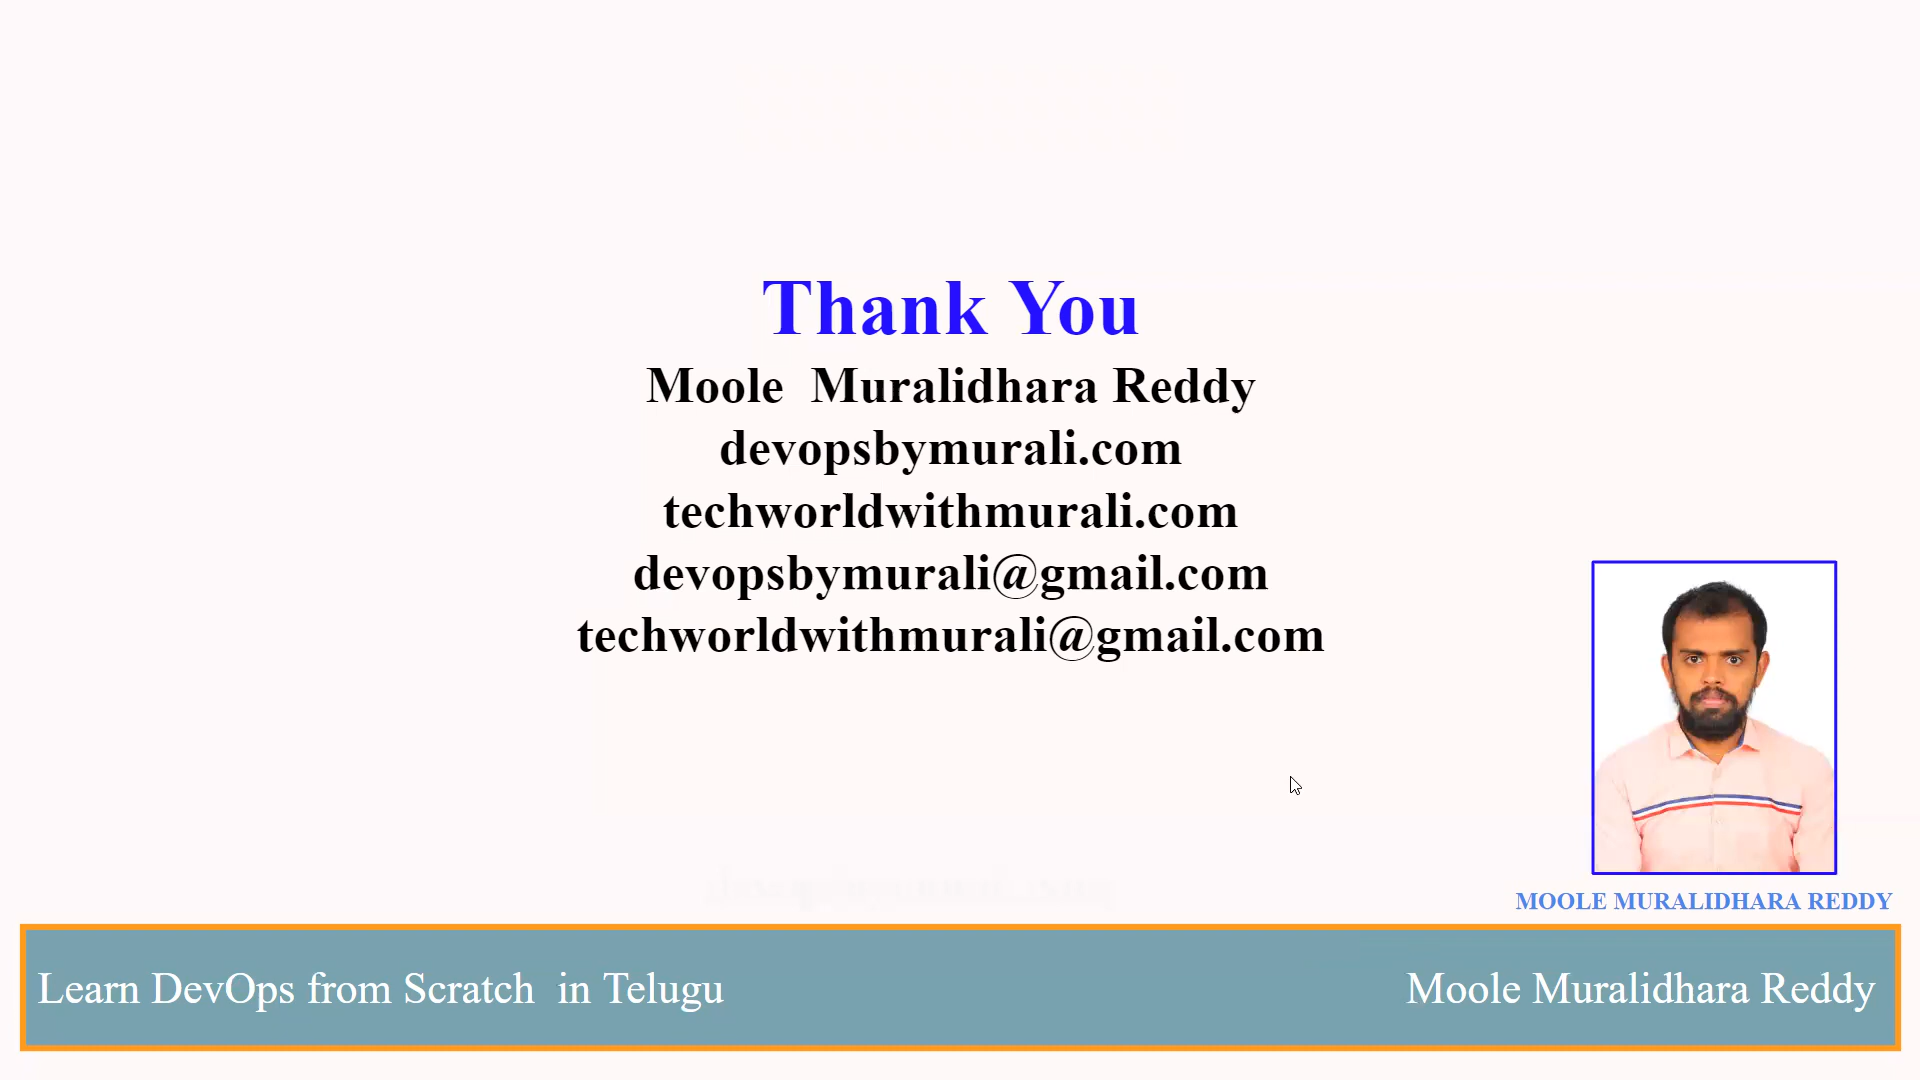 Thank You
Moole  Muralidhara Reddy
devopsbymurali.com
techworldwithmurali.com
devopsbymurali@gmail.com
techworldwithmurali@gmail.com
MOOLE MURALIDHARA REDDY
Learn DevOps from Scratch  in Telugu
Moole Muralidhara Reddy